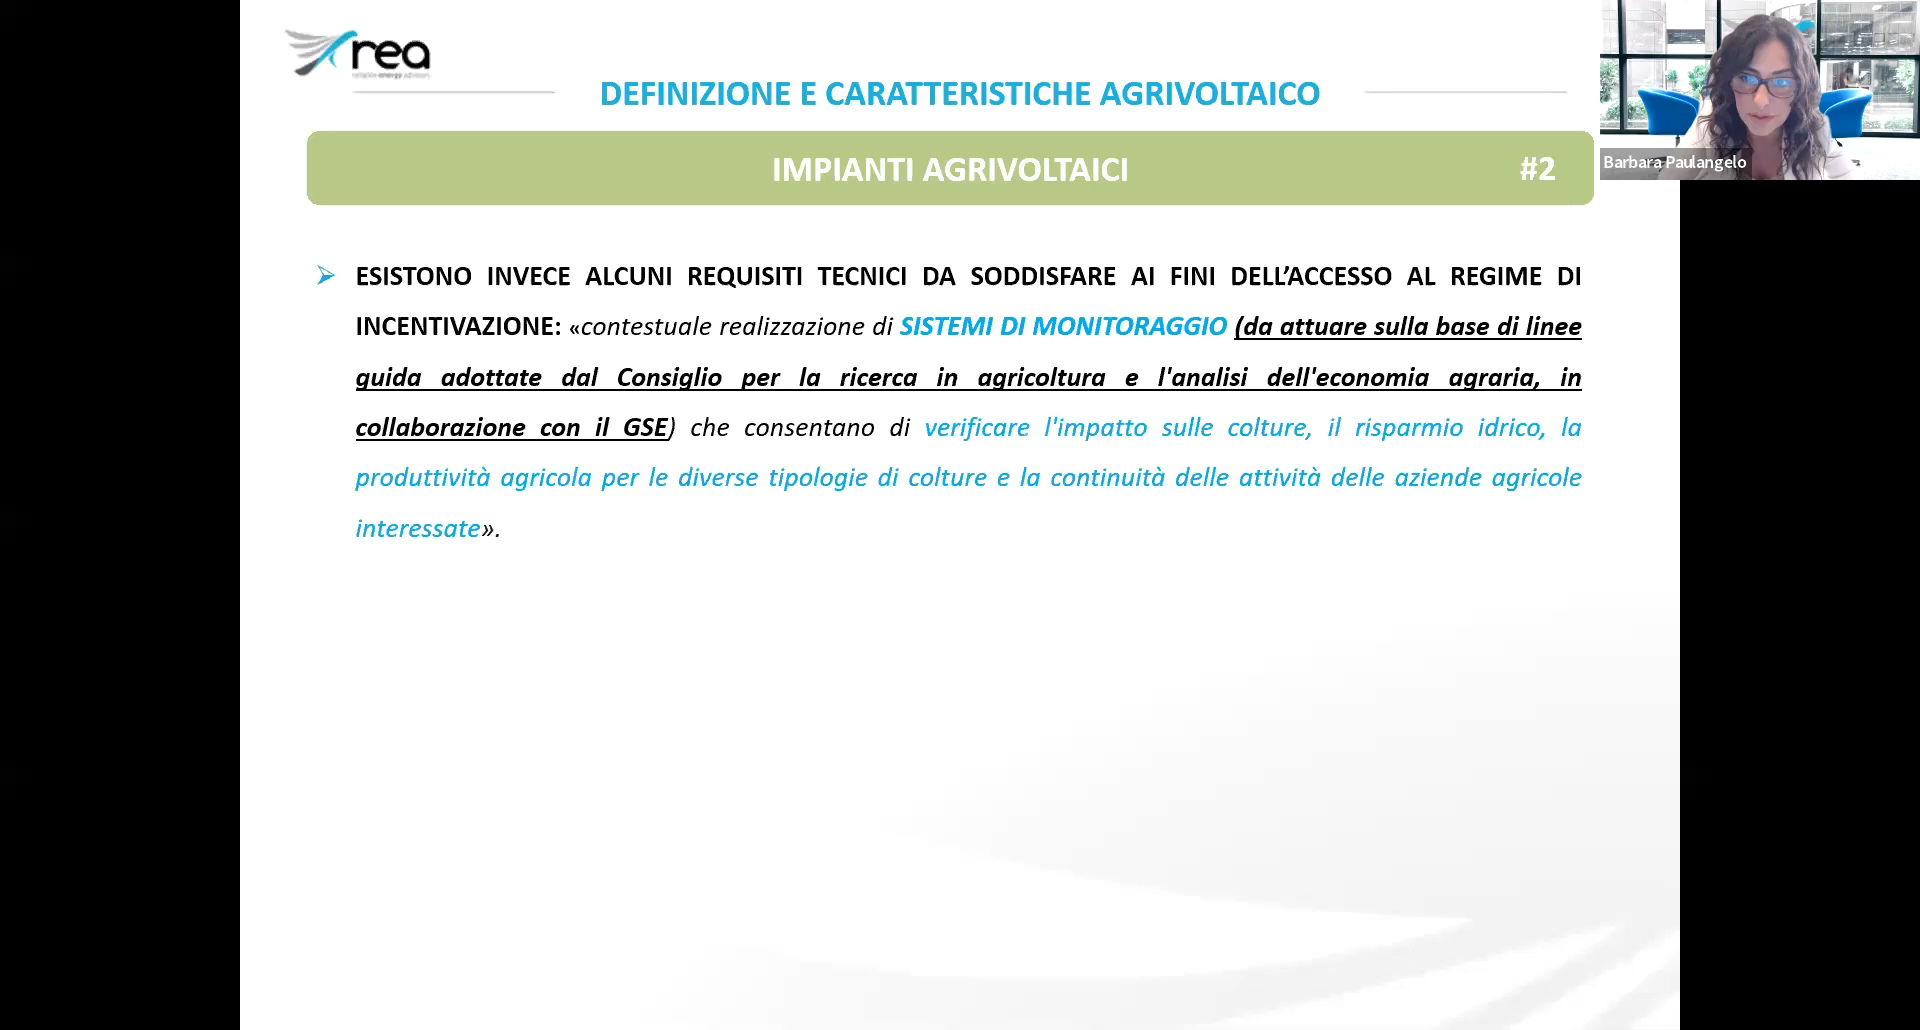 rea
reliable energy advisors
DEFINIZIONE E CARATTERISTICHE AGRIVOLTAICO
IMPIANTI AGRIVOLTAICI #2
Barbara Paulangelo
ESISTONO INVECE ALCUNI REQUISITI TECNICI DA SODDISFARE AI FINI DELL’ACCESSO AL REGIME DI
INCENTIVAZIONE: «contestuale realizzazione di SISTEMI DI MONITORAGGIO (da attuare sulla base di linee
guida adottate dal Consiglio per la ricerca in agricoltura e l'analisi dell'economia agraria, in
collaborazione con il GSE) che consentano di verificare l'impatto sulle colture, il risparmio idrico, la
produttività agricola per le diverse tipologie di colture e la continuità delle attività delle aziende agricole
interessate».